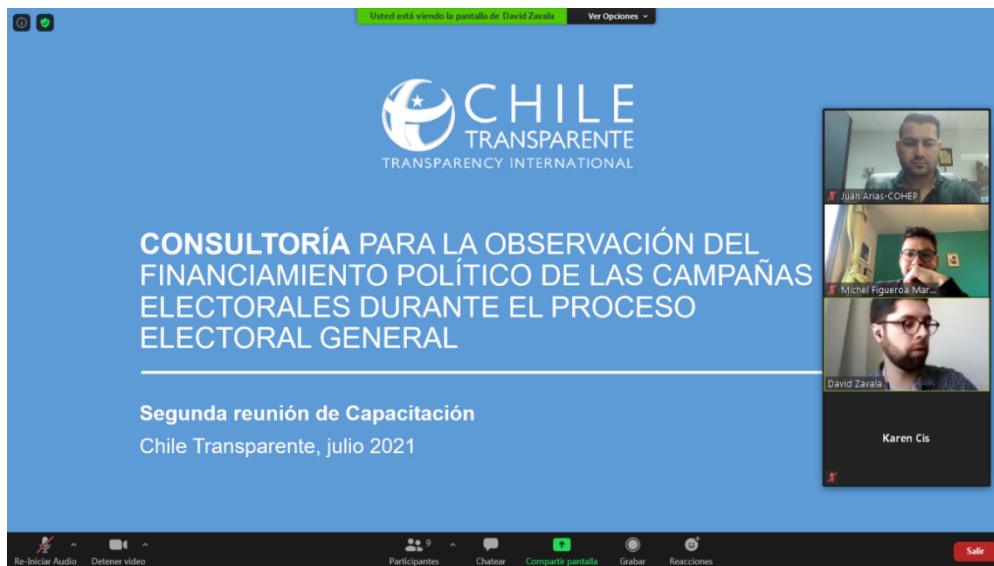 Usted está viendo la pantalla de David Zavala
Ver Opciones
CHILE
TRANSPARENTE
TRANSPARENCY INTERNATIONAL
CONSULTORÍA PARA LA OBSERVACIÓN DEL
FINANCIAMIENTO POLÍTICO DE LAS CAMPAÑAS
ELECTORALES DURANTE EL PROCESO
ELECTORAL GENERAL
Segunda reunión de Capacitación
Chile Transparente, julio 2021
Juan Arias-COHEP
Michel Figueroa Mar...
David Zavala
Karen Cis
Re-Iniciar Audio
Detener video
9
Participantes
Chatear
Compartir pantalla
Grabar
Reacciones
Salir